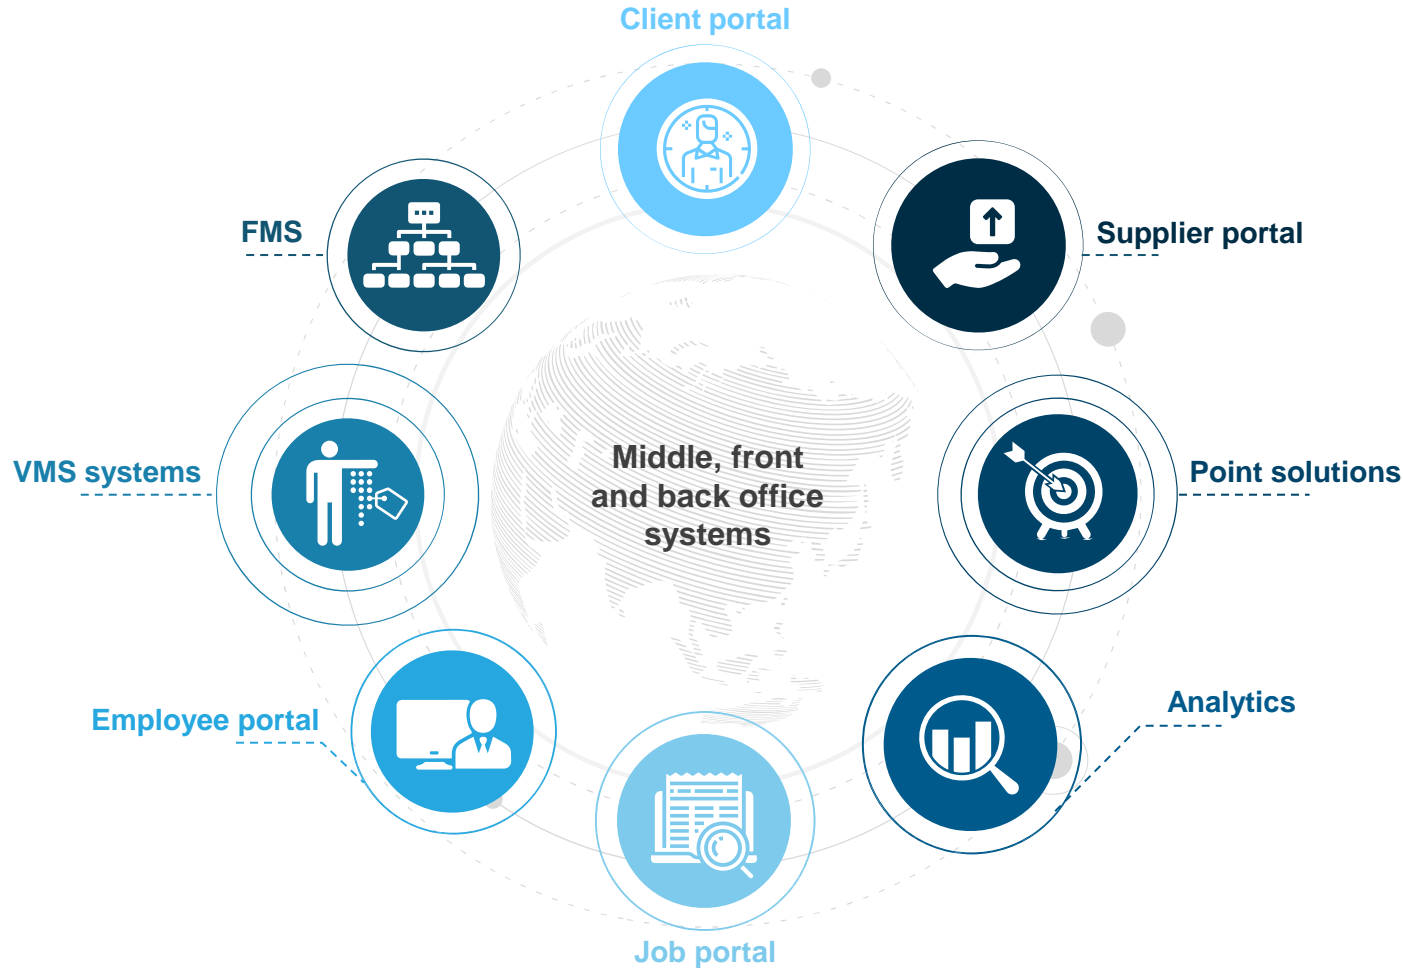 Client portal
FMS
Supplier portal
VMS systems
Middle, front
and back office
systems
Point solutions
Employee portal
Analytics
Job portal